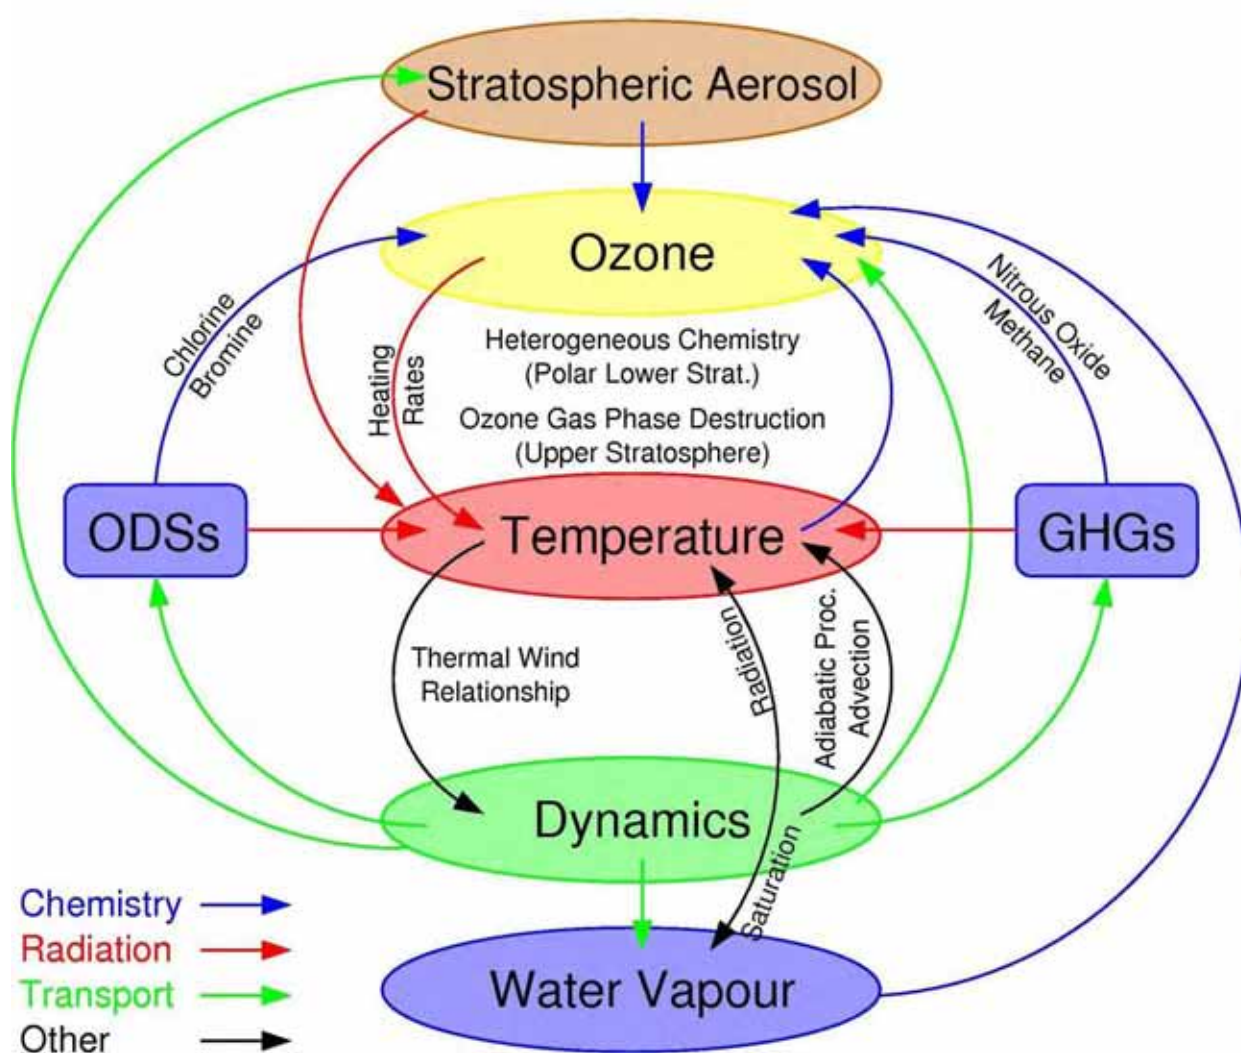 Stratospheric Aerosol
Ozone
Chlorine
Bromine
Heating
Rates
Heterogeneous Chemistry
(Polar Lower Strat.)
Ozone Gas Phase Destruction
(Upper Stratosphere)
Nitrous Oxide
Methane
ODSs
Temperature
GHGs
Thermal Wind
Relationship
Radiation
Adiabatic Proc.
Advection
Dynamics
Saturation
Water Vapour
Chemistry
Radiation
Transport
Other